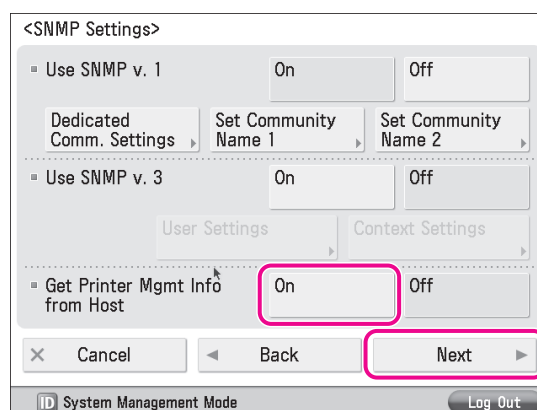 <SNMP Settings>
Use SNMP v. 1 On Off
Dedicated Comm. Settings Set Community Name 1 Set Community Name 2
Use SNMP v. 3 On Off
User Settings Context Settings
Get Printer Mgmt Info from Host On Off
Cancel Back Next
ID System Management Mode Log Out